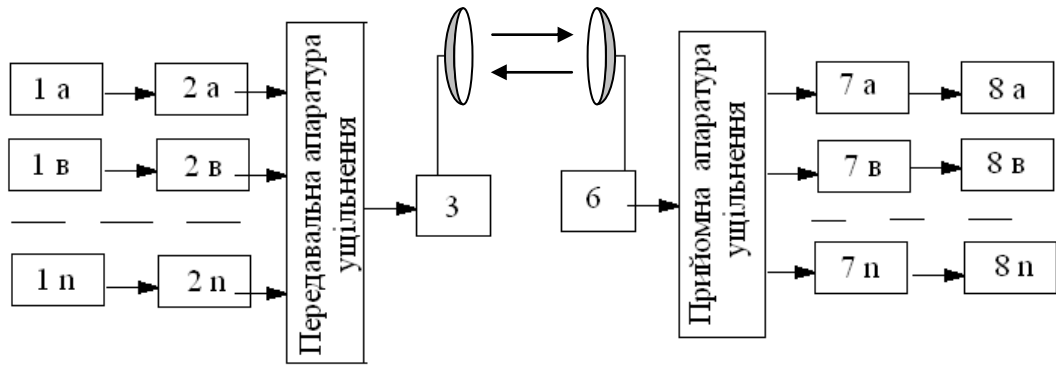 1 а
2 а
1 в
2 в
1 n
2 n
Передавальна апаратура
ущільнення
3
6
Прийомна апаратура
ущільнення
7 а
8 а
7 в
8 в
7 n
8 n